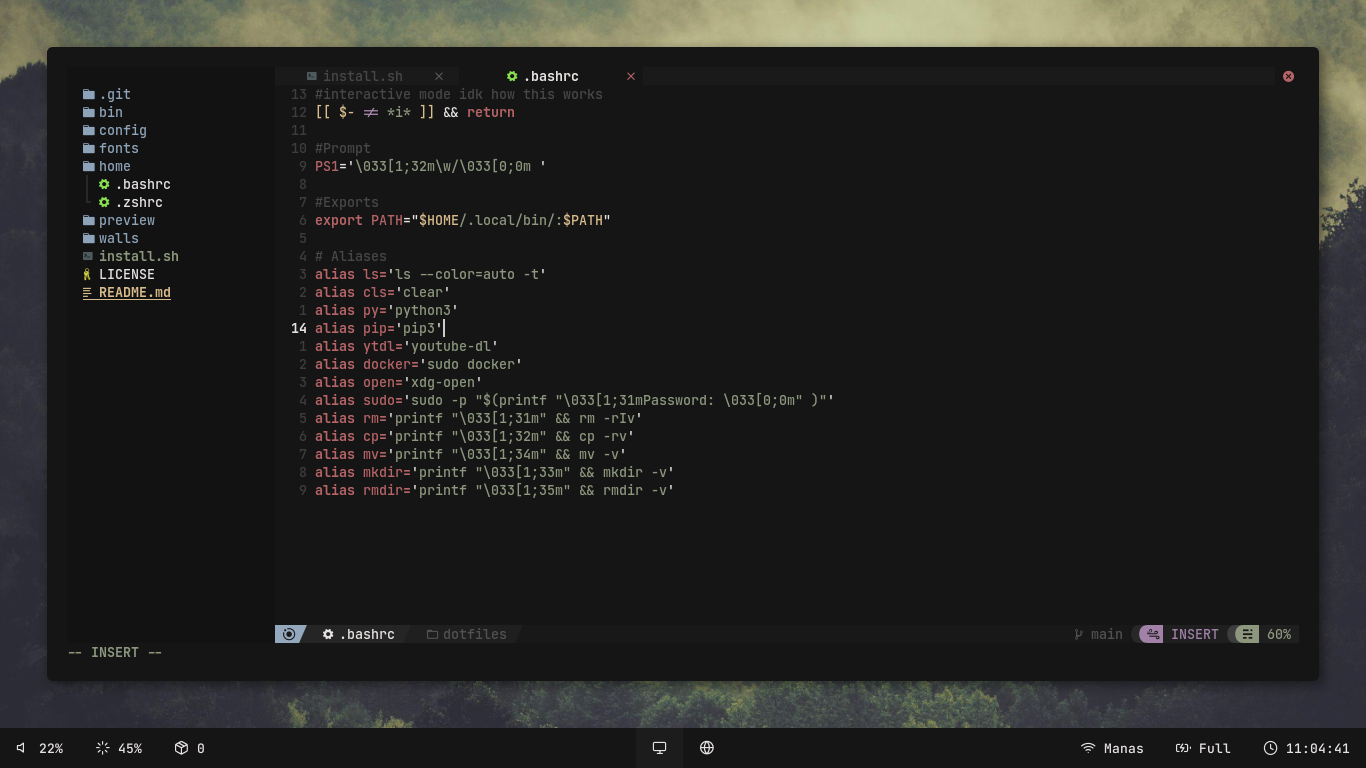 install.sh
.bashrc
.git
bin
config
fonts
home
.bashrc
.zshrc
preview
walls
install.sh
LICENSE
README.md
13 #interactive mode idk how this works
12 [[ $- != *i* ]] && return
11
10 #Prompt
9 PS1='\033[1;32m\w/\033[0;0m '
8
7 #Exports
6 export PATH="$HOME/.local/bin/:$PATH"
5
4 # Aliases
3 alias ls='ls --color=auto -t'
2 alias cls='clear'
1 alias py='python3'
14 alias pip='pip3'
1 alias ytdl='youtube-dl'
2 alias docker='sudo docker'
3 alias open='xdg-open'
4 alias sudo='sudo -p "$(printf "\033[1;31mPassword: \033[0;0m" )"'
5 alias rm='printf "\033[1;31m" && rm -rIv'
6 alias cp='printf "\033[1;32m" && cp -rv'
7 alias mv='printf "\033[1;34m" && mv -v'
8 alias mkdir='printf "\033[1;33m" && mkdir -v'
9 alias rmdir='printf "\033[1;35m" && rmdir -v'
.bashrc dotfiles main INSERT 60%
-- INSERT --
22% 45% 0 Manas Full 11:04:41